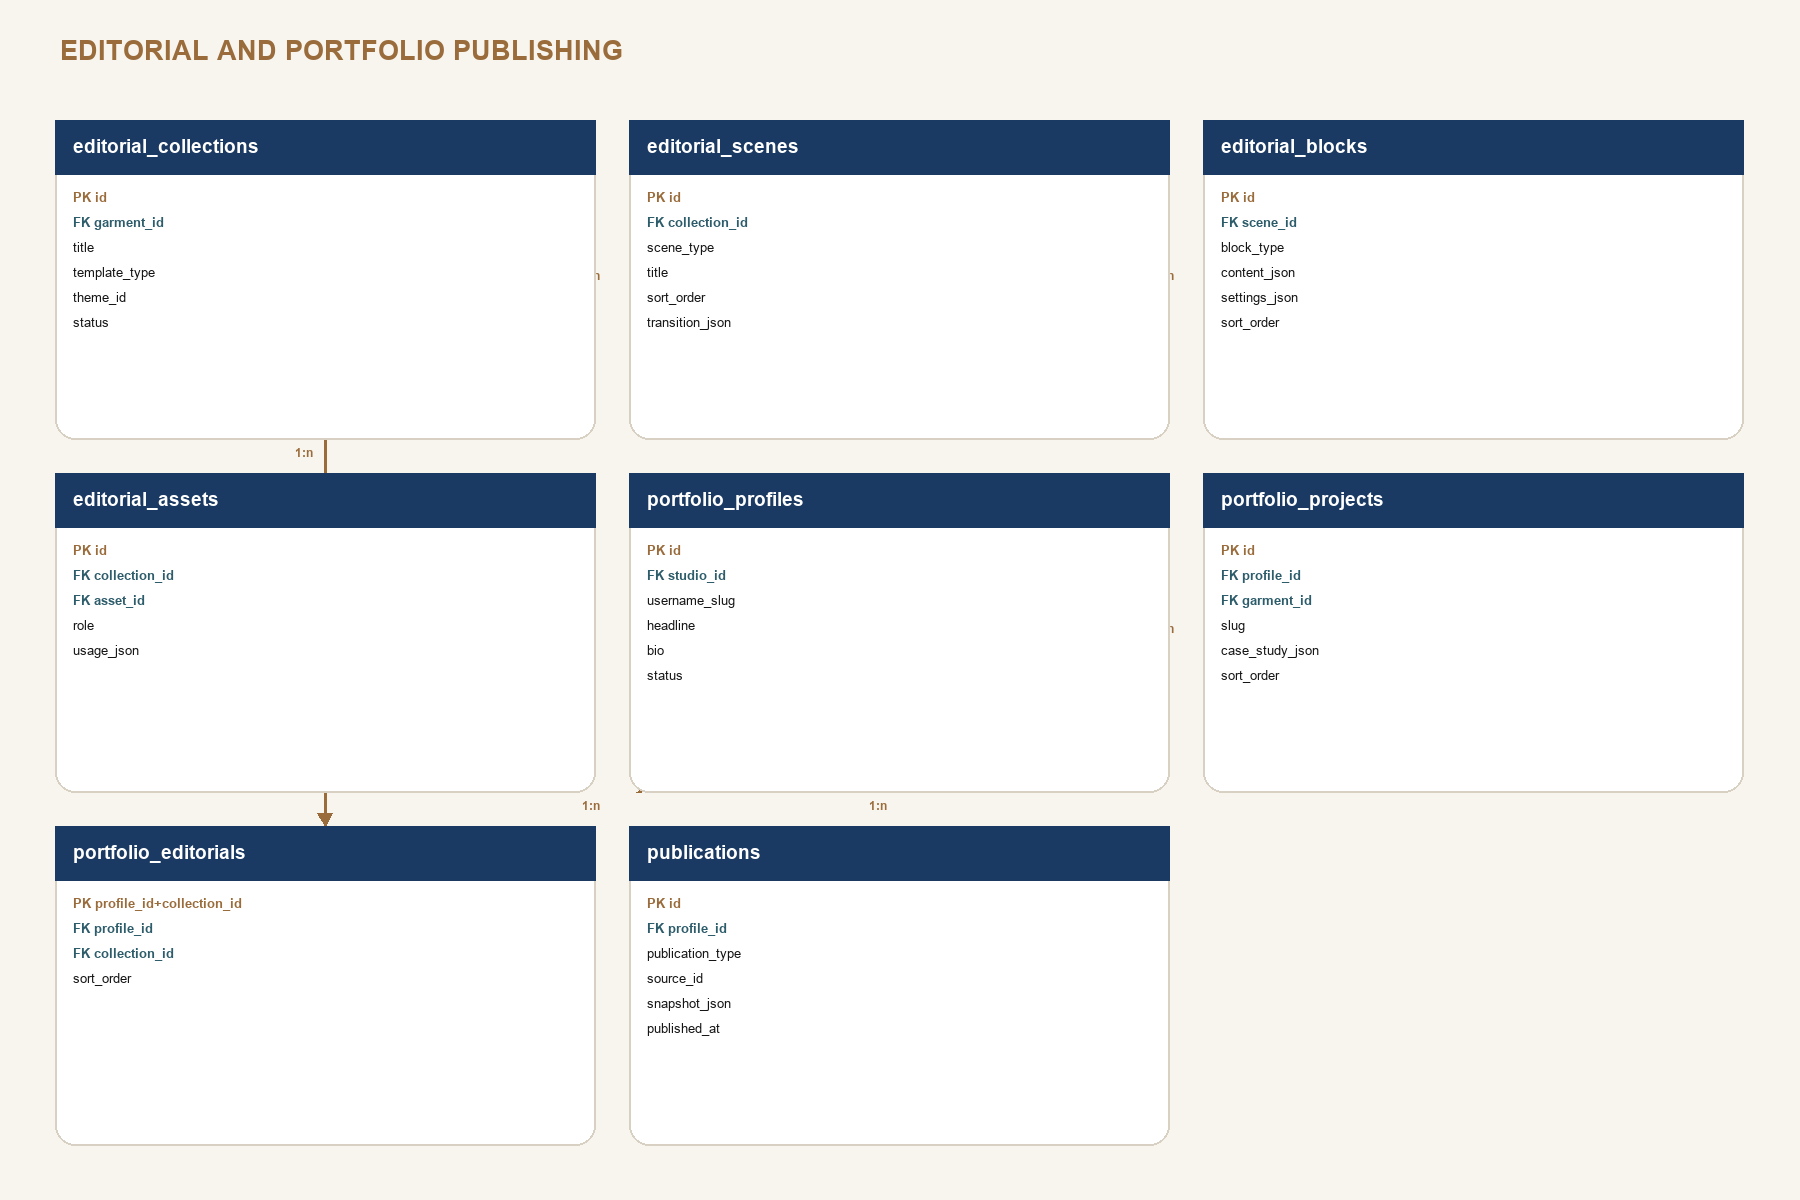 EDITORIAL AND PORTFOLIO PUBLISHING
editorial_collections
PK id
FK garment_id
title
template_type
theme_id
status
editorial_scenes
PK id
FK collection_id
scene_type
title
sort_order
transition_json
editorial_blocks
PK id
FK scene_id
block_type
content_json
settings_json
sort_order
1:n
editorial_assets
PK id
FK collection_id
FK asset_id
role
usage_json
portfolio_profiles
PK id
FK studio_id
username_slug
headline
bio
status
portfolio_projects
PK id
FK profile_id
FK garment_id
slug
case_study_json
sort_order
1:n
1:n
portfolio_editorials
PK profile_id+collection_id
FK profile_id
FK collection_id
sort_order
publications
PK id
FK profile_id
publication_type
source_id
snapshot_json
published_at